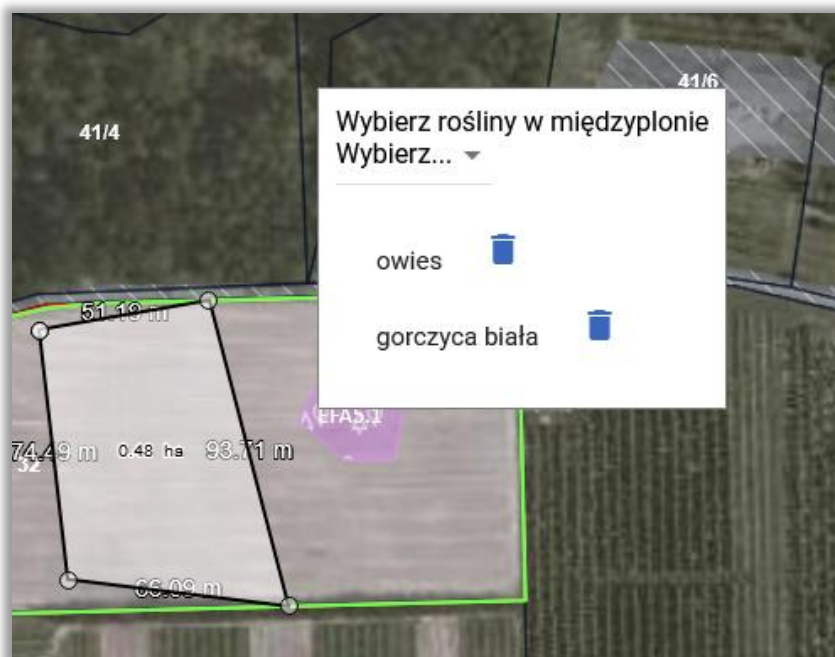 41/6
41/4
Wybierz rośliny w międzyplonie
Wybierz...
owies
gorczyca biała
51.19 m
EFA5.1
74.49 m
0.48 ha
93.71 m
32
66.09 m